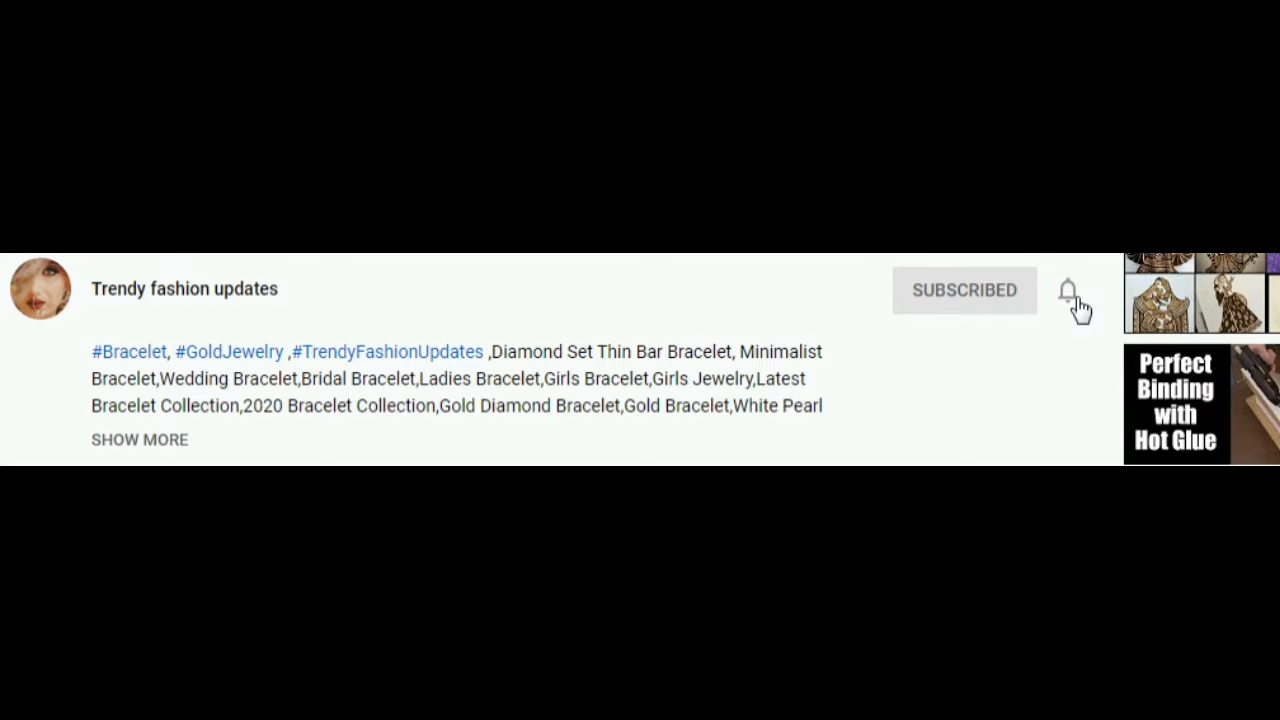 Trendy fashion updates
SUBSCRIBED
#Bracelet, #GoldJewelry ,#TrendyFashionUpdates ,Diamond Set Thin Bar Bracelet, Minimalist
Bracelet,Wedding Bracelet,Bridal Bracelet,Ladies Bracelet,Girls Bracelet,Girls Jewelry,Latest
Bracelet Collection,2020 Bracelet Collection,Gold Diamond Bracelet,Gold Bracelet,White Pearl
SHOW MORE
Perfect
Binding
with
Hot Glue